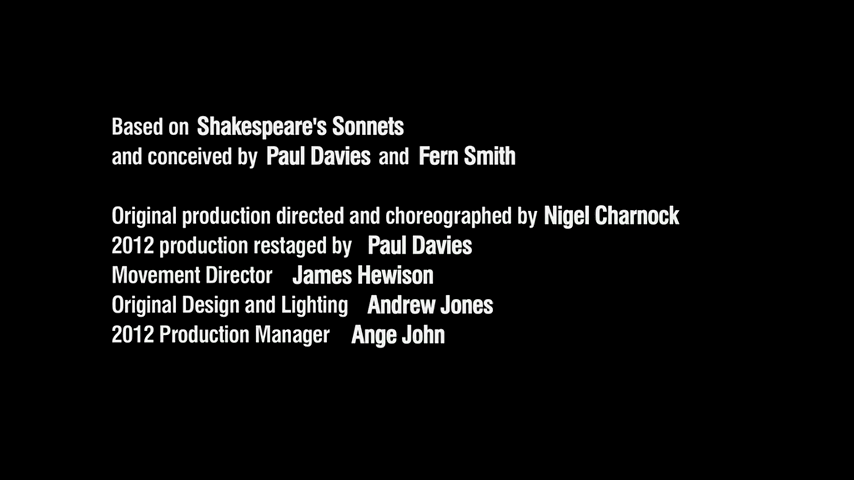 Based on Shakespeare's Sonnets
and conceived by Paul Davies and Fern Smith
Original production directed and choreographed by Nigel Charnock
2012 production restaged by Paul Davies
Movement Director James Hewison
Original Design and Lighting Andrew Jones
2012 Production Manager Ange John